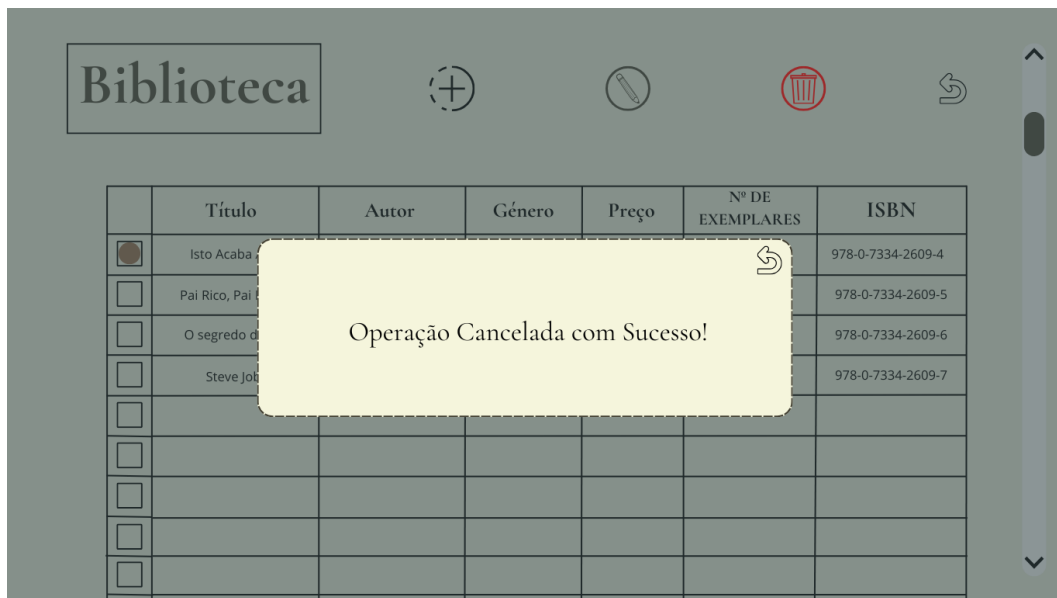 Biblioteca
Título Autor Género Preço Nº DE EXEMPLARES ISBN
Isto Acaba 978-0-7334-2609-4
Pai Rico, Pai 978-0-7334-2609-5
O segredo d 978-0-7334-2609-6
Steve Job 978-0-7334-2609-7
Operação Cancelada com Sucesso!